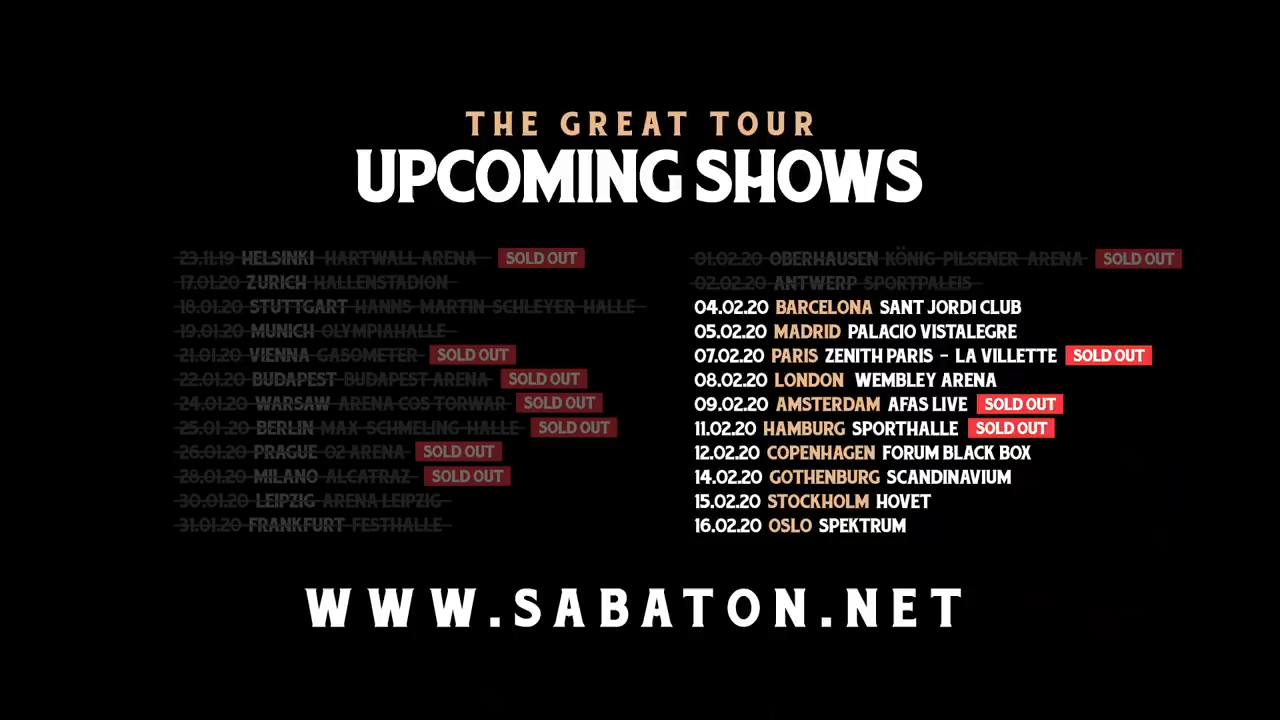 THE GREAT TOUR
UPCOMING SHOWS
23.11.19 HELSINKI HARTWALL ARENA SOLD OUT
17.01.20 ZURICH HALLENSTADION
18.01.20 STUTTGART HANNS-MARTIN-SCHLEYER-HALLE
19.01.20 MUNICH OLYMPIAHALLE
21.01.20 VIENNA GASOMETER SOLD OUT
22.01.20 BUDAPEST BUDAPEST ARENA SOLD OUT
24.01.20 WARSAW ARENA COS TORWAR SOLD OUT
25.01.20 BERLIN MAX-SCHMELING-HALLE SOLD OUT
26.01.20 PRAGUE O2 ARENA SOLD OUT
28.01.20 MILANO ALCATRAZ SOLD OUT
30.01.20 LEIPZIG ARENA LEIPZIG
31.01.20 FRANKFURT FESTHALLE
01.02.20 OBERHAUSEN KÖNIG-PILSENER-ARENA SOLD OUT
02.02.20 ANTWERP SPORTPALEIS
04.02.20 BARCELONA SANT JORDI CLUB
05.02.20 MADRID PALACIO VISTALEGRE
07.02.20 PARIS ZENITH PARIS - LA VILLETTE SOLD OUT
08.02.20 LONDON WEMBLEY ARENA
09.02.20 AMSTERDAM AFAS LIVE SOLD OUT
11.02.20 HAMBURG SPORTHALLE SOLD OUT
12.02.20 COPENHAGEN FORUM BLACK BOX
14.02.20 GOTHENBURG SCANDINAVIUM
15.02.20 STOCKHOLM HOVET
16.02.20 OSLO SPEKTRUM
WWW.SABATON.NET